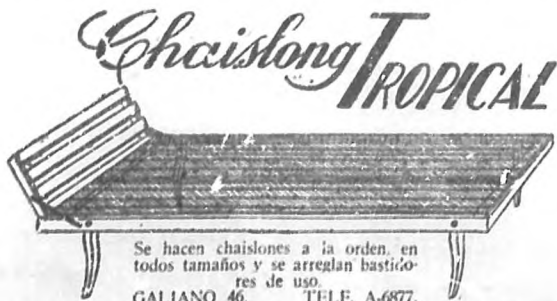 Chaislong TROPICAL
Se hacen chaislones a la orden, en
todos tamaños y se arreglan bastido-
res de uso.
GALIANO 46. TELF. A-6877.